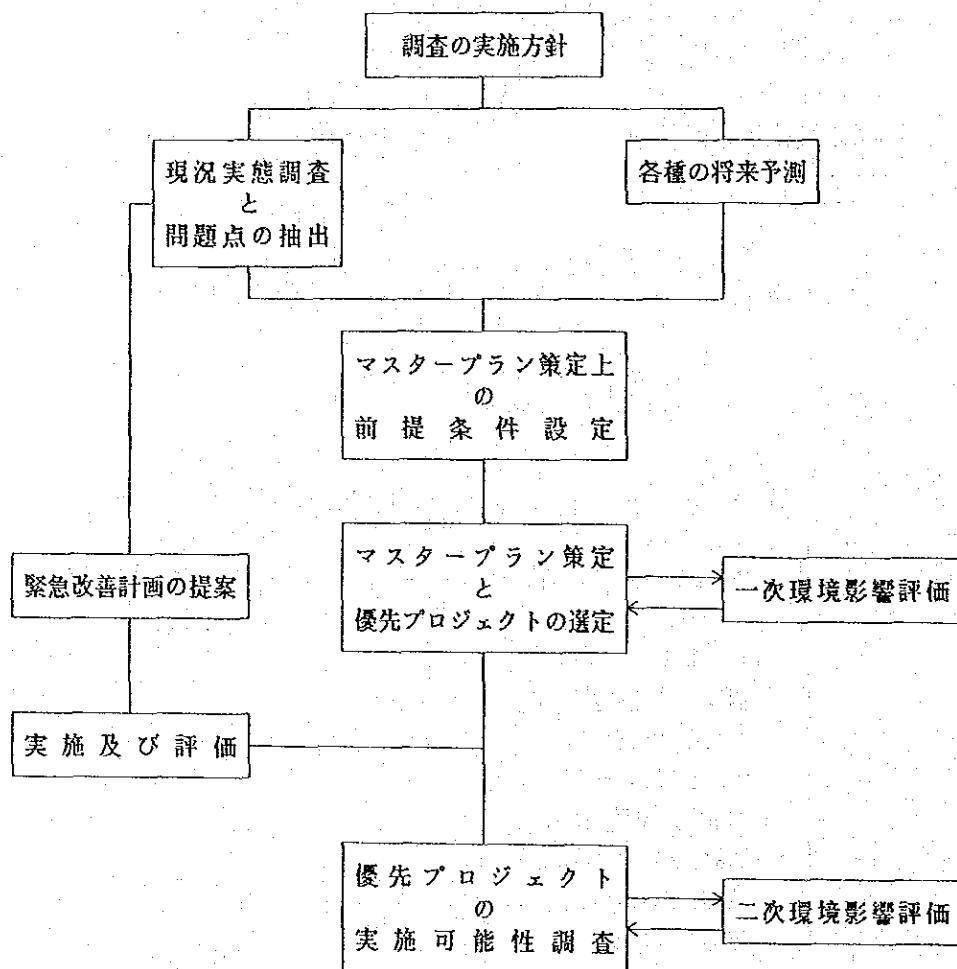 調査の実施方針
現況実態調査
と
問題点の抽出
各種の将来予測
マスタープラン策定上
の
前提条件設定
マスタープラン策定
と
優先プロジェクトの選定
一次環境影響評価
緊急改善計画の提案
実施及び評価
優先プロジェクト
の
実施可能性調査
二次環境影響評価